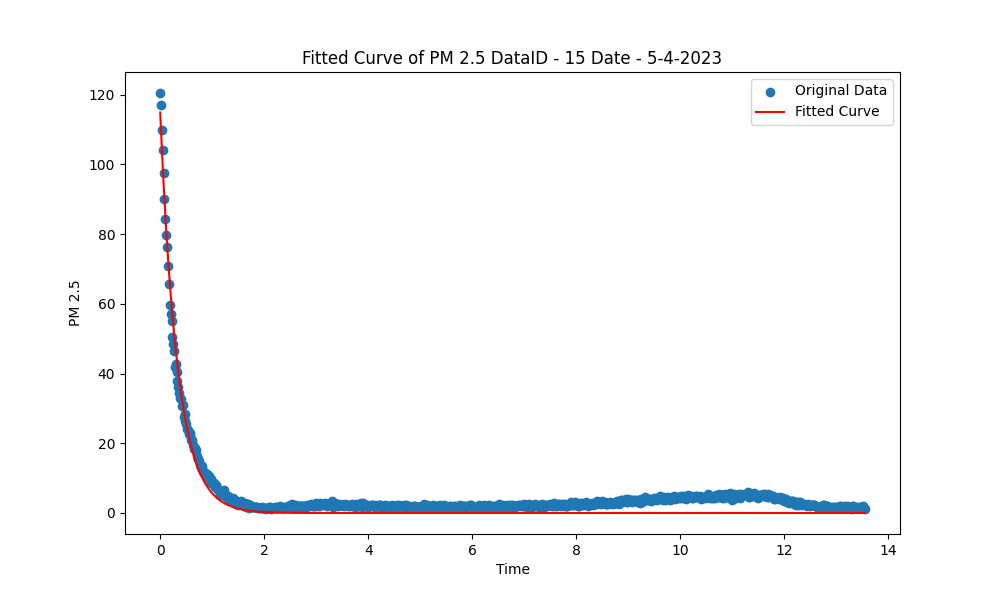 Fitted Curve of PM 2.5 DataID - 15 Date - 5-4-2023
Original Data
Fitted Curve
120
100
80
60
40
20
0
PM 2.5
0 2 4 6 8 10 12 14
Time